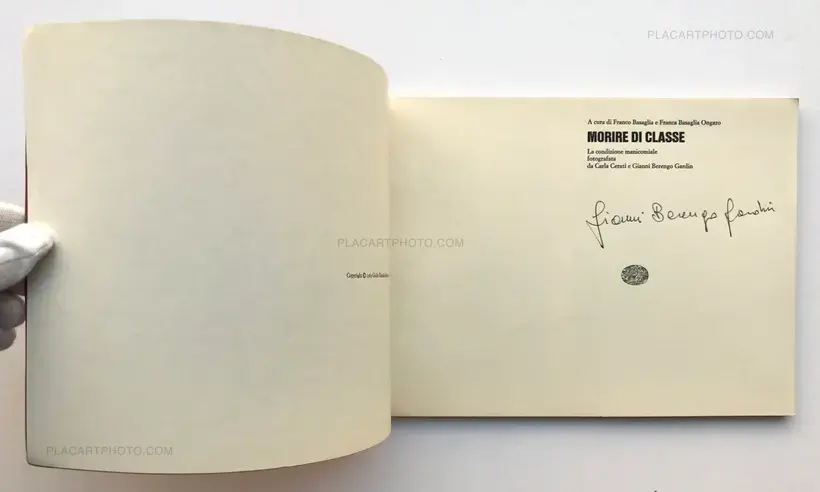 PLACARTPHOTO.COM
A cura di Franco Basaglia e Franca Basaglia Ongaro
MORIRE DI CLASSE
La condizione manicomiale
fotografata
da Carla Cerati e Gianni Berengo Gardin
Gianni Berengo Gardin
PLACARTPHOTO.COM
Copyright ©
PLACARTPHOTO.COM